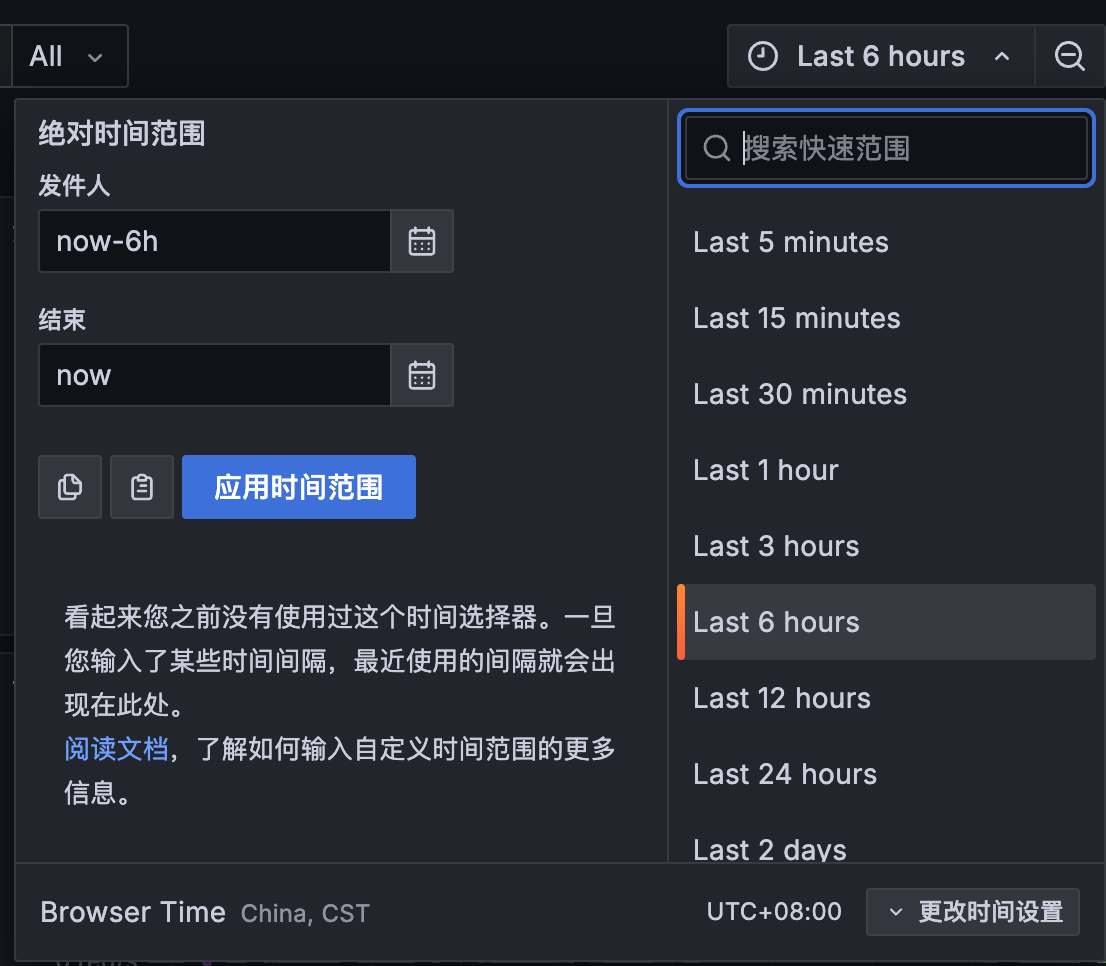 All
Last 6 hours
绝对时间范围
发件人
now-6h
结束
now
应用时间范围
看起来您之前没有使用过这个时间选择器。一旦
您输入了某些时间间隔，最近使用的间隔就会出
现在此处。
阅读文档，了解如何输入自定义时间范围的更多
信息。
搜索快速范围
Last 5 minutes
Last 15 minutes
Last 30 minutes
Last 1 hour
Last 3 hours
Last 6 hours
Last 12 hours
Last 24 hours
Last 2 days
Browser Time China, CST
UTC+08:00
更改时间设置